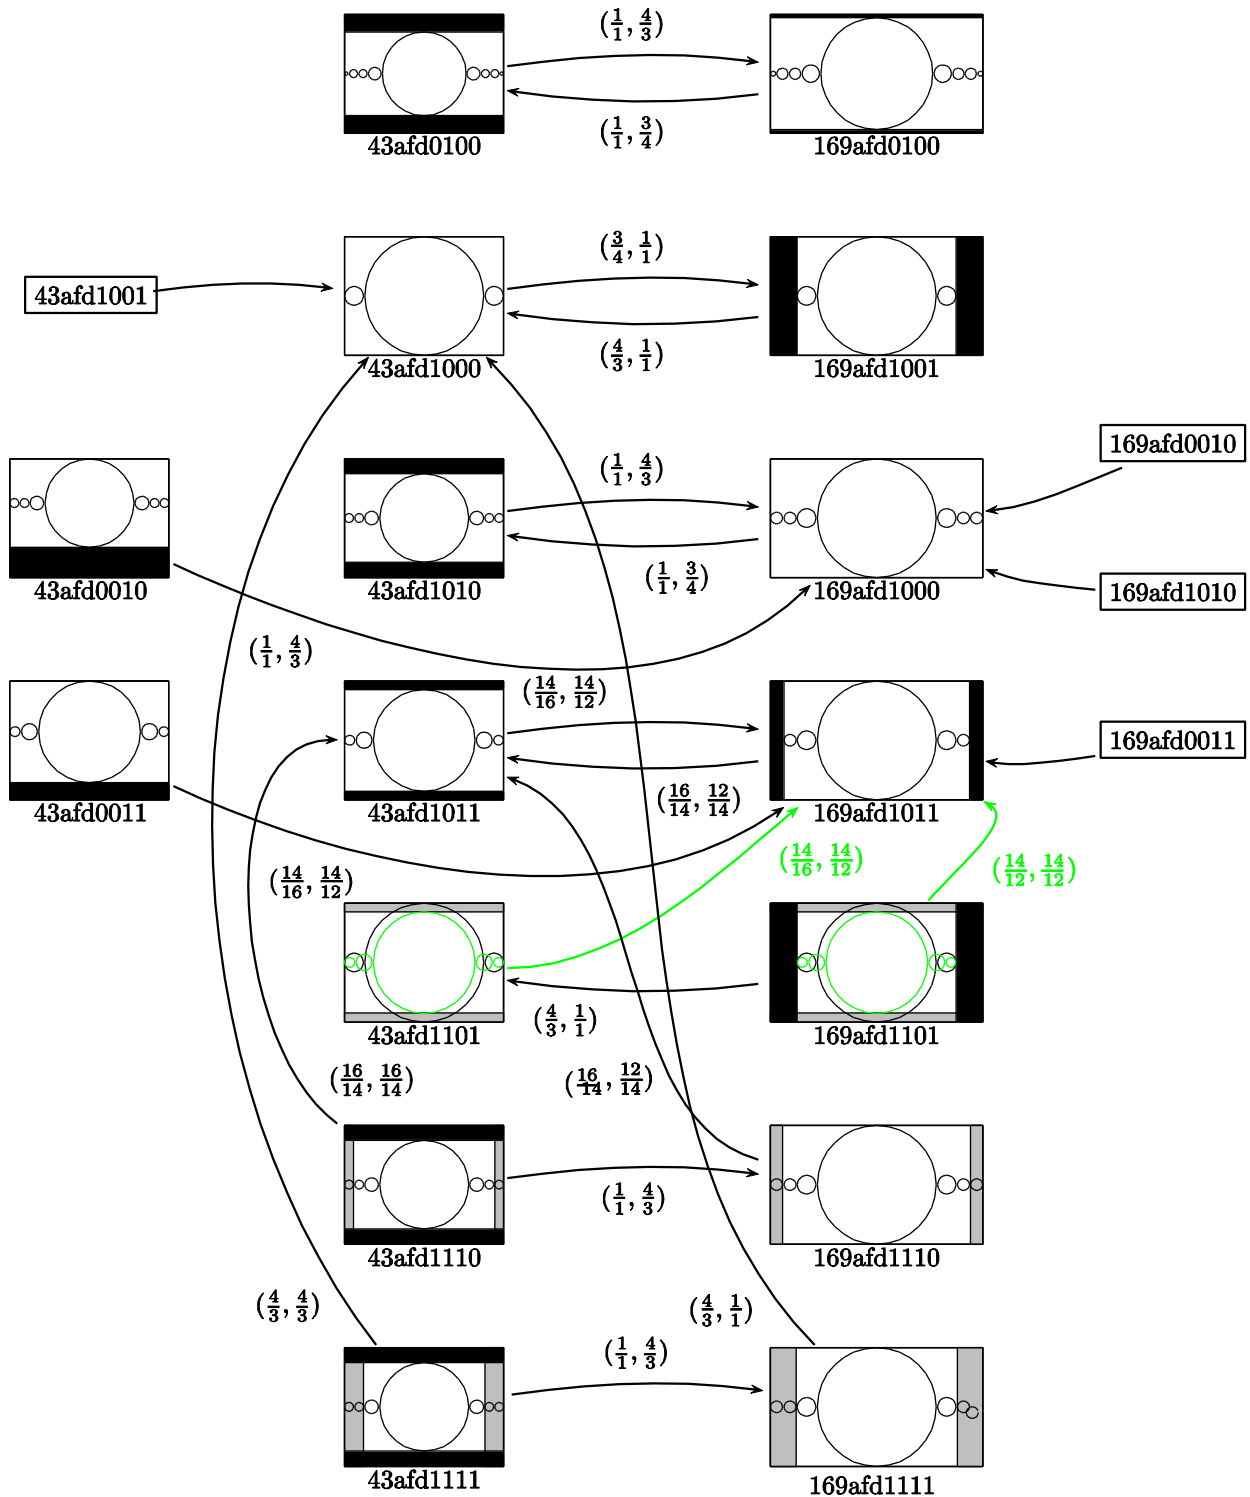 (1/1, 4/3)
(1/1, 3/4)
43afd0100
169afd0100
(3/4, 1/1)
43afd1001
(4/3, 1/1)
43afd1000
169afd1001
169afd0010
(1/1, 4/3)
(1/1, 3/4)
43afd0010
43afd1010
169afd1000
169afd1010
(1/1, 4/3)
(14/16, 14/12)
169afd0011
(16/14, 12/14)
43afd0011
43afd1011
169afd1011
(14/16, 14/12)
(14/12, 14/12)
(14/16, 14/12)
(4/3, 1/1)
43afd1101
169afd1101
(16/14, 16/14)
(16/14, 12/14)
(1/1, 4/3)
43afd1110
169afd1110
(4/3, 4/3)
(4/3, 1/1)
(1/1, 4/3)
43afd1111
169afd1111